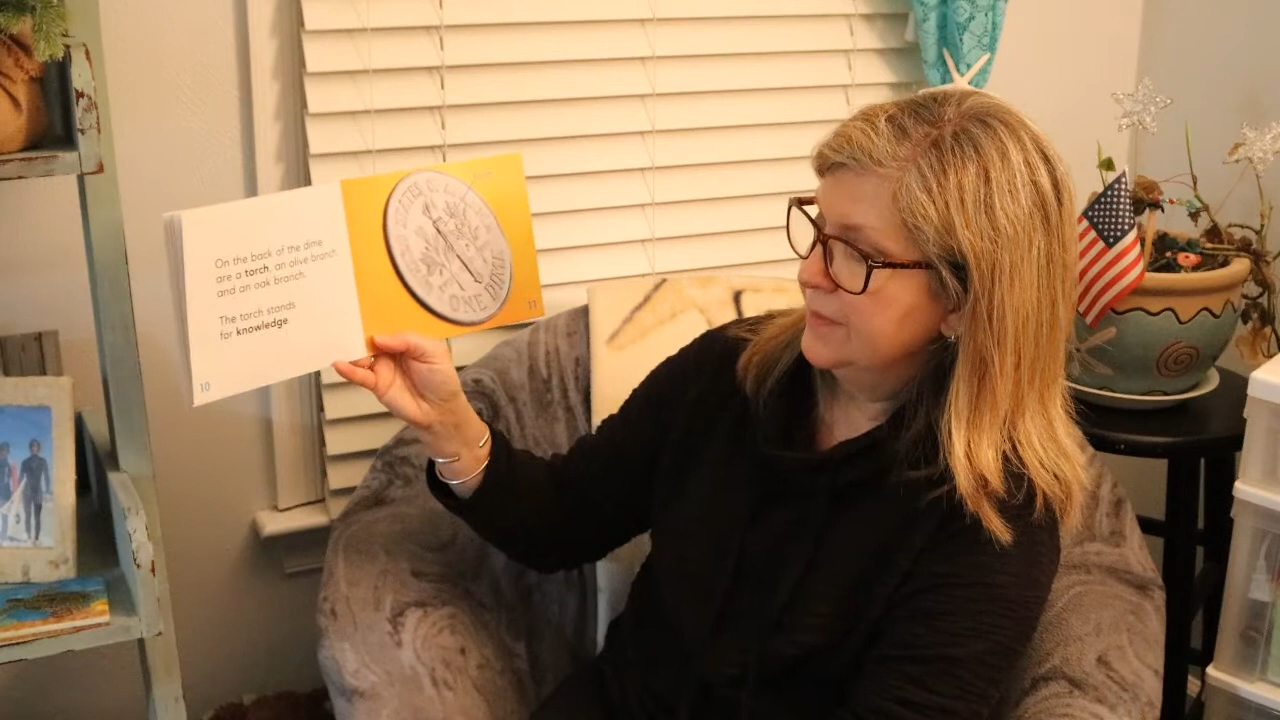 On the back of the dime
are a torch, an olive branch
and an oak branch.
The torch stands
for knowledge.
10
ONE DIME
11